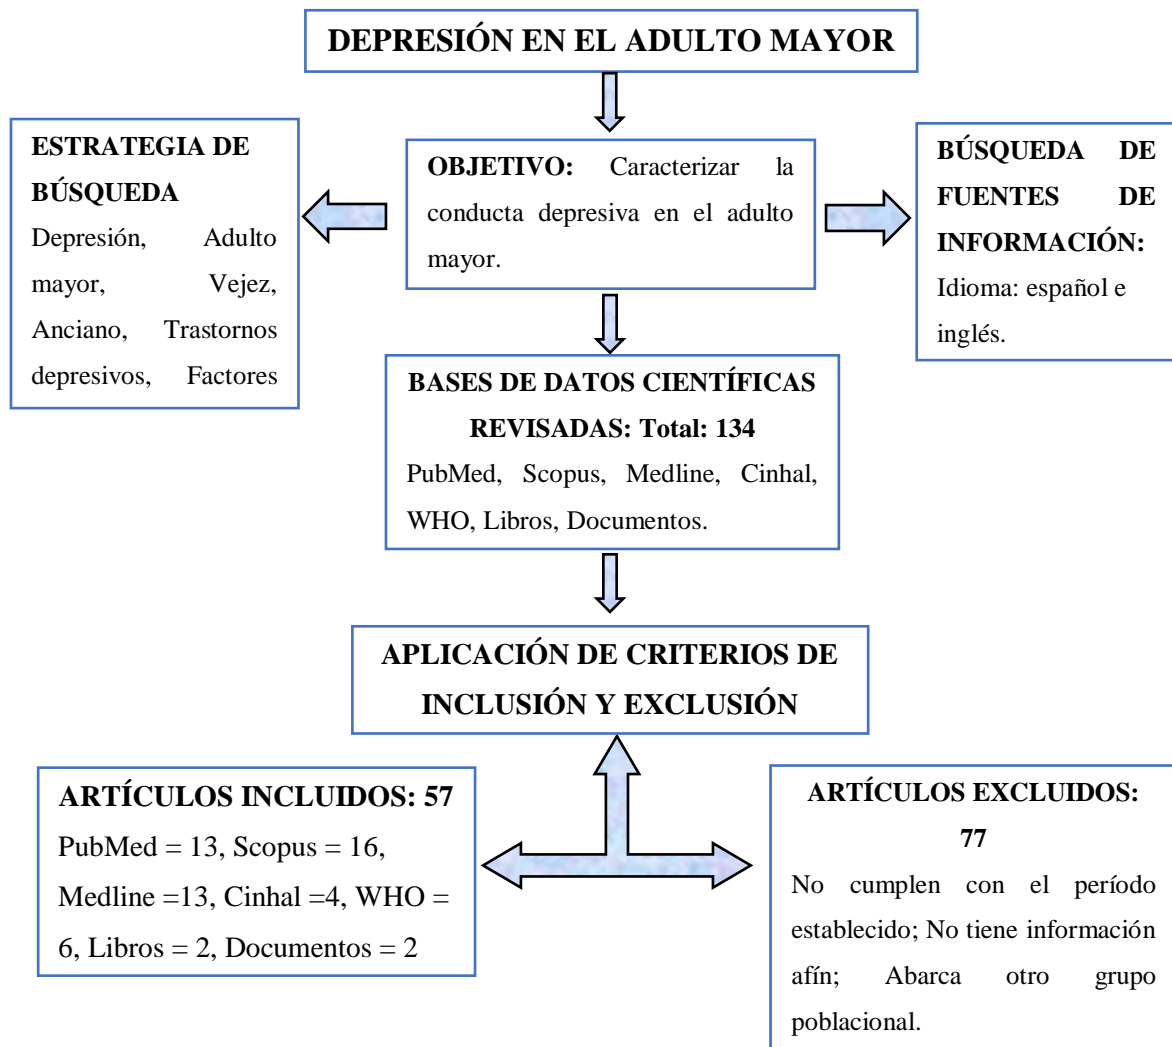 DEPRESIÓN EN EL ADULTO MAYOR
ESTRATEGIA DE
BÚSQUEDA
Depresión, Adulto
mayor, Vejez,
Anciano, Trastornos
depresivos, Factores
OBJETIVO: Caracterizar la
conducta depresiva en el adulto
mayor.
BÚSQUEDA DE
FUENTES DE
INFORMACIÓN:
Idioma: español e
inglés.
BASES DE DATOS CIENTÍFICAS
REVISADAS: Total: 134
PubMed, Scopus, Medline, Cinhal,
WHO, Libros, Documentos.
APLICACIÓN DE CRITERIOS DE
INCLUSIÓN Y EXCLUSIÓN
ARTÍCULOS INCLUIDOS: 57
PubMed = 13, Scopus = 16,
Medline =13, Cinhal =4, WHO =
6, Libros = 2, Documentos = 2
ARTÍCULOS EXCLUIDOS:
77
No cumplen con el período
establecido; No tiene información
afín; Abarca otro grupo
poblacional.